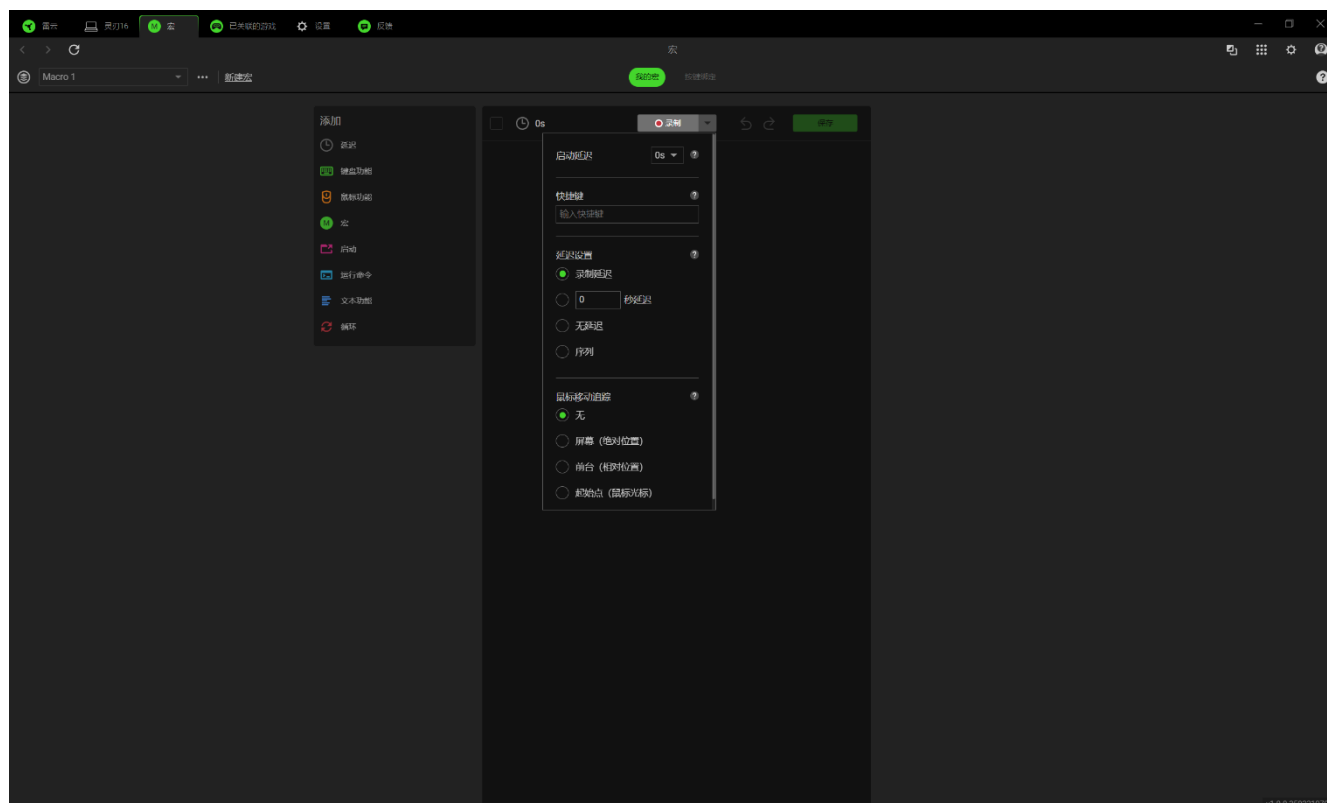 雷云 灵刃16 宏 已关联的游戏 设置 反馈
宏
Macro 1 新建宏 我的宏 按键绑定
添加
延迟
键盘功能
鼠标功能
宏
启动
运行命令
文本功能
循环
0s 录制 保存
启动延迟 0s
快捷键
输入快捷键
延迟设置
录制延迟
0 秒延迟
无延迟
序列
鼠标移动追踪
无
屏幕 (绝对位置)
前台 (相对位置)
起始点 (鼠标光标)